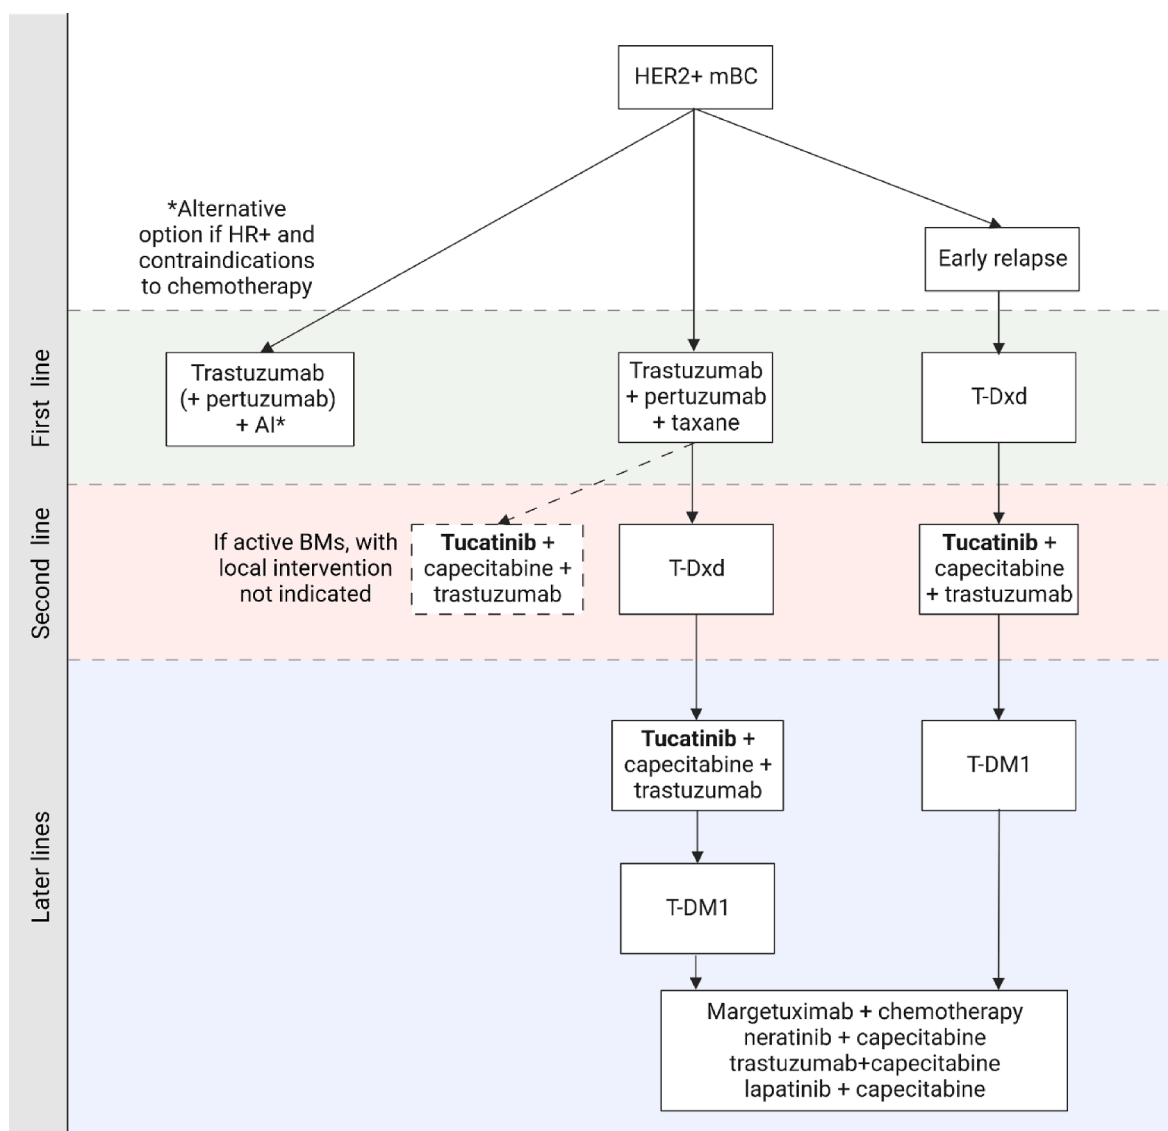 HER2+ mBC
*Alternative
option if HR+ and
contraindications
to chemotherapy
Early relapse
First line
Trastuzumab
(+ pertuzumab)
+ AI*
Trastuzumab
+ pertuzumab
+ taxane
T-Dxd
Second line
If active BMs, with
local intervention
not indicated
Tucatinib +
capecitabine +
trastuzumab
T-Dxd
Tucatinib +
capecitabine
+ trastuzumab
Later lines
Tucatinib +
capecitabine +
trastuzumab
T-DM1
T-DM1
Margetuximab + chemotherapy
neratinib + capecitabine
trastuzumab+capecitabine
lapatinib + capecitabine